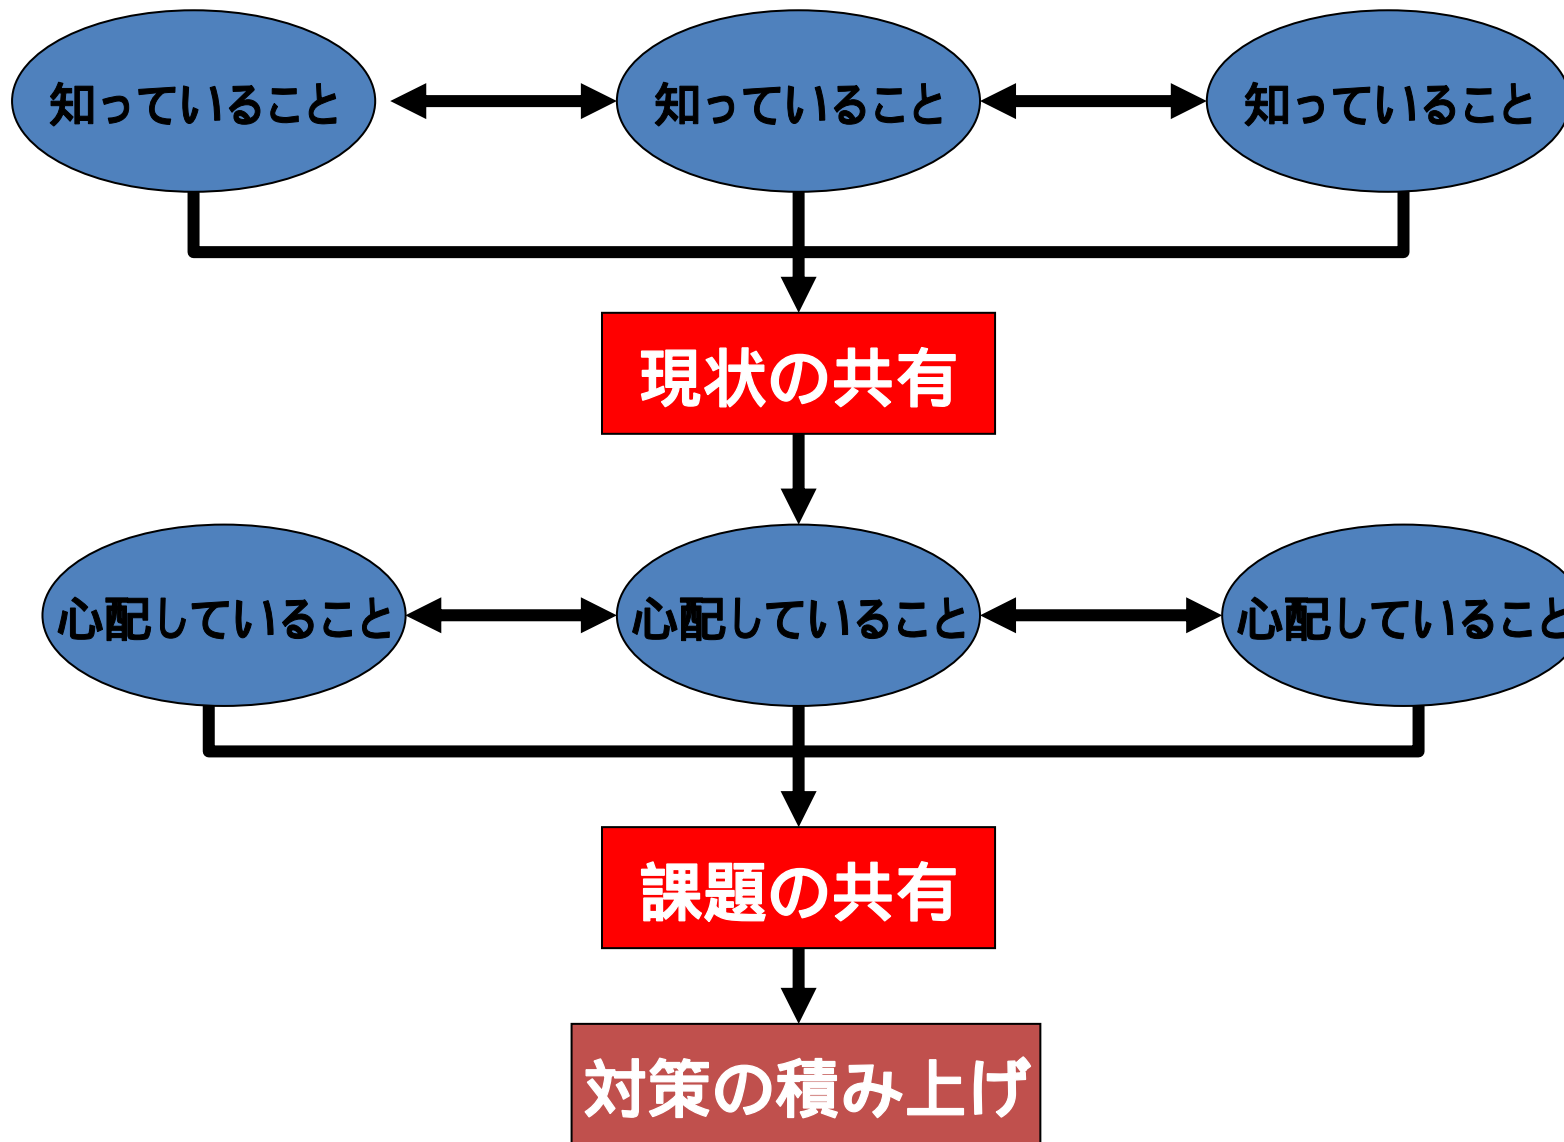 知っていること
知っていること
知っていること
現状の共有
心配していること
心配していること
心配していること
課題の共有
対策の積み上げ